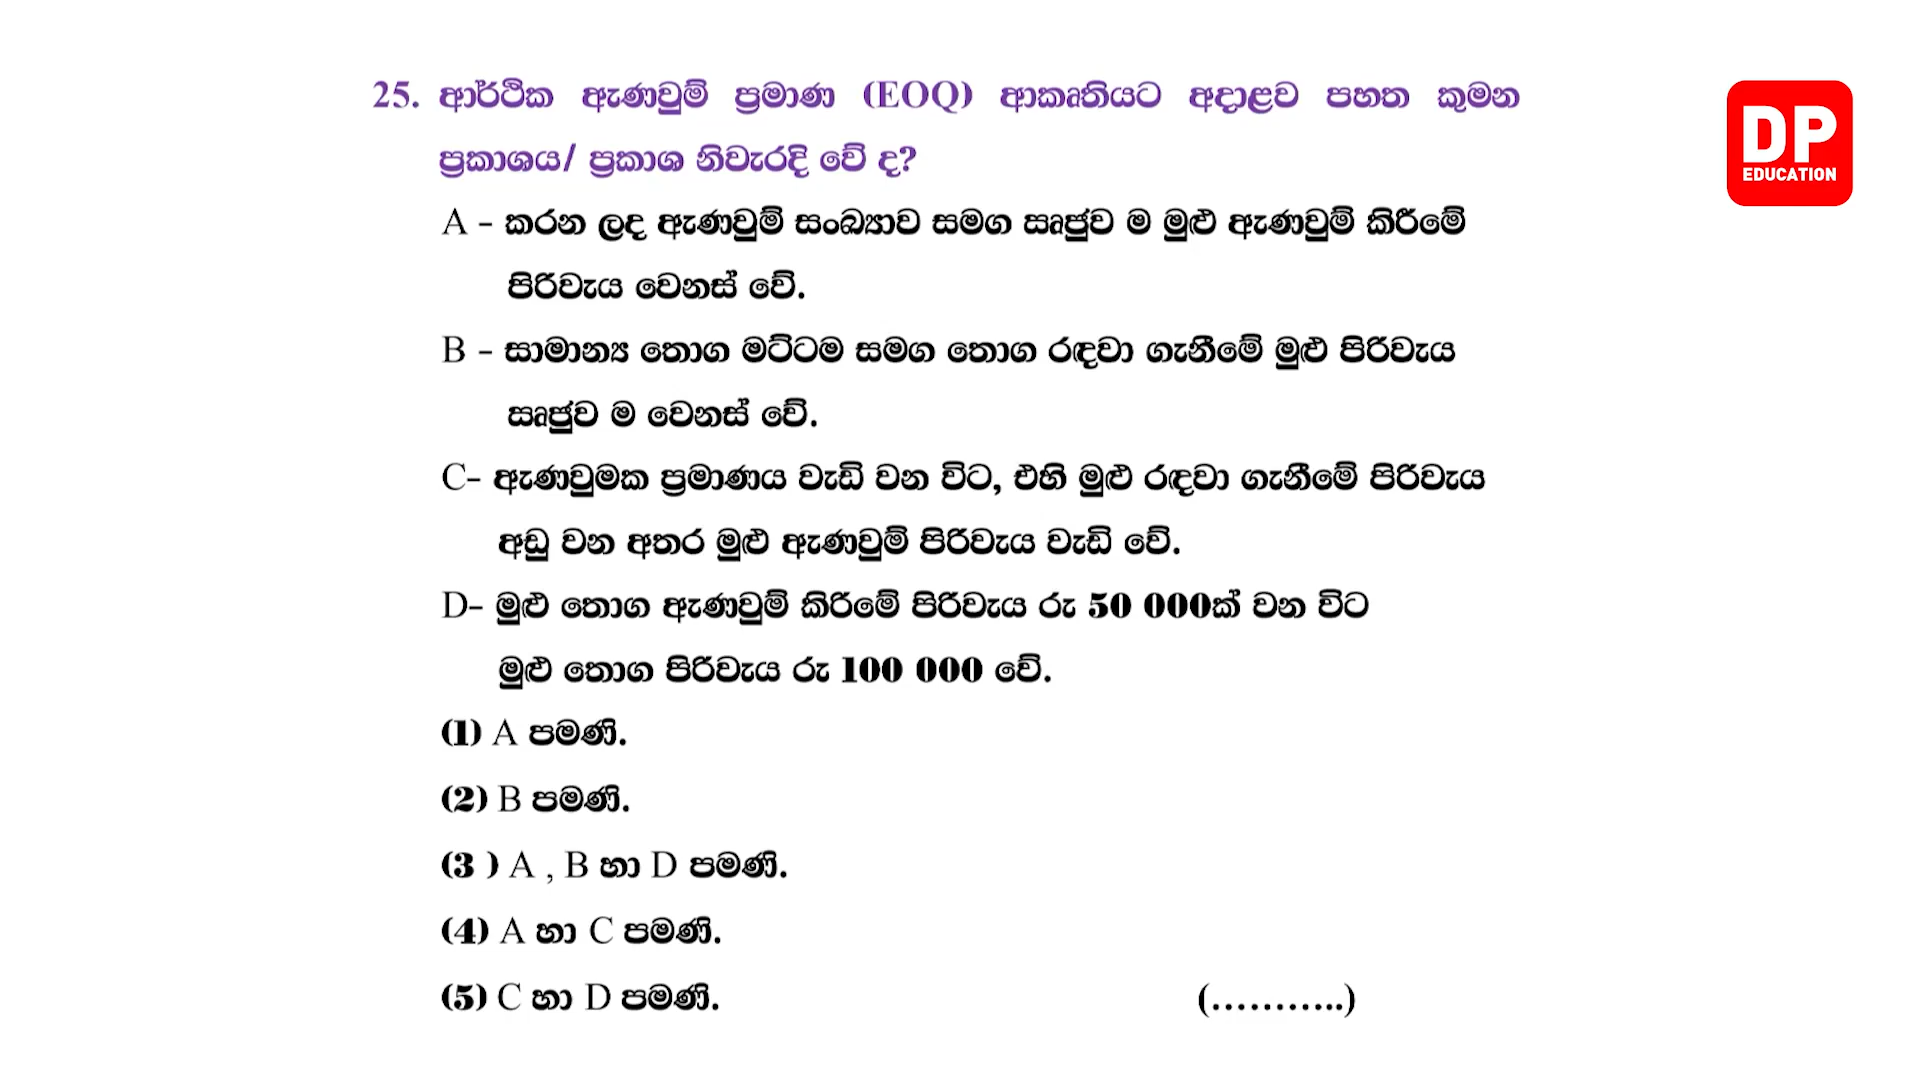 25. ආර්ථික ඇණවුම් ප්‍රමාණ (EOQ) ආකෘතියට අදාළව පහත කුමන
ප්‍රකාශය/ ප්‍රකාශ නිවැරදි වේ ද?
A - කරන ලද ඇණවුම් සංඛ්‍යාව සමග සෘජුව ම මුළු ඇණවුම් කිරීමේ
පිරිවැය වෙනස් වේ.
B - සාමාන්‍ය තොග මට්ටම සමග තොග රඳවා ගැනීමේ මුළු පිරිවැය
සෘජුව ම වෙනස් වේ.
C- ඇණවුමක ප්‍රමාණය වැඩි වන විට, එහි මුළු රඳවා ගැනීමේ පිරිවැය
අඩු වන අතර මුළු ඇණවුම් පිරිවැය වැඩි වේ.
D- මුළු තොග ඇණවුම් කිරිමේ පිරිවැය රු 50 000ක් වන විට
මුළු තොග පිරිවැය රු 100 000 වේ.
(1) A පමණි.
(2) B පමණි.
(3 ) A , B හා D පමණි.
(4) A හා C පමණි.
(5) C හා D පමණි. (………..)
DP
EDUCATION